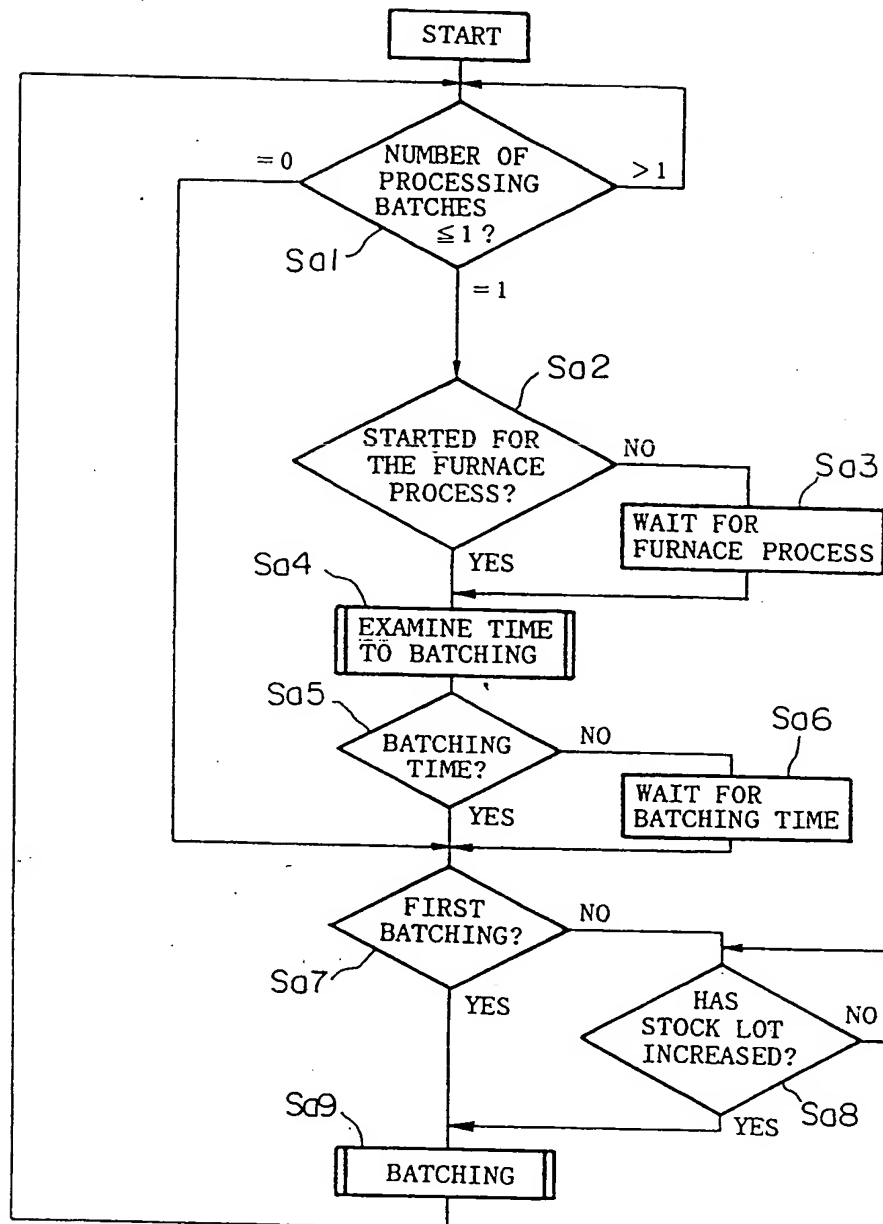 START
= 0
NUMBER OF
PROCESSING
BATCHES
≦ 1 ?
> 1
Sa1
= 1
Sa2
STARTED FOR
THE FURNACE
PROCESS?
NO
Sa3
WAIT FOR
FURNACE PROCESS
YES
Sa4
EXAMINE TIME
TO BATCHING
Sa5
BATCHING
TIME?
NO
Sa6
WAIT FOR
BATCHING TIME
YES
FIRST
BATCHING?
NO
Sa7
YES
HAS
STOCK LOT
INCREASED?
NO
Sa8
YES
Sa9
BATCHING